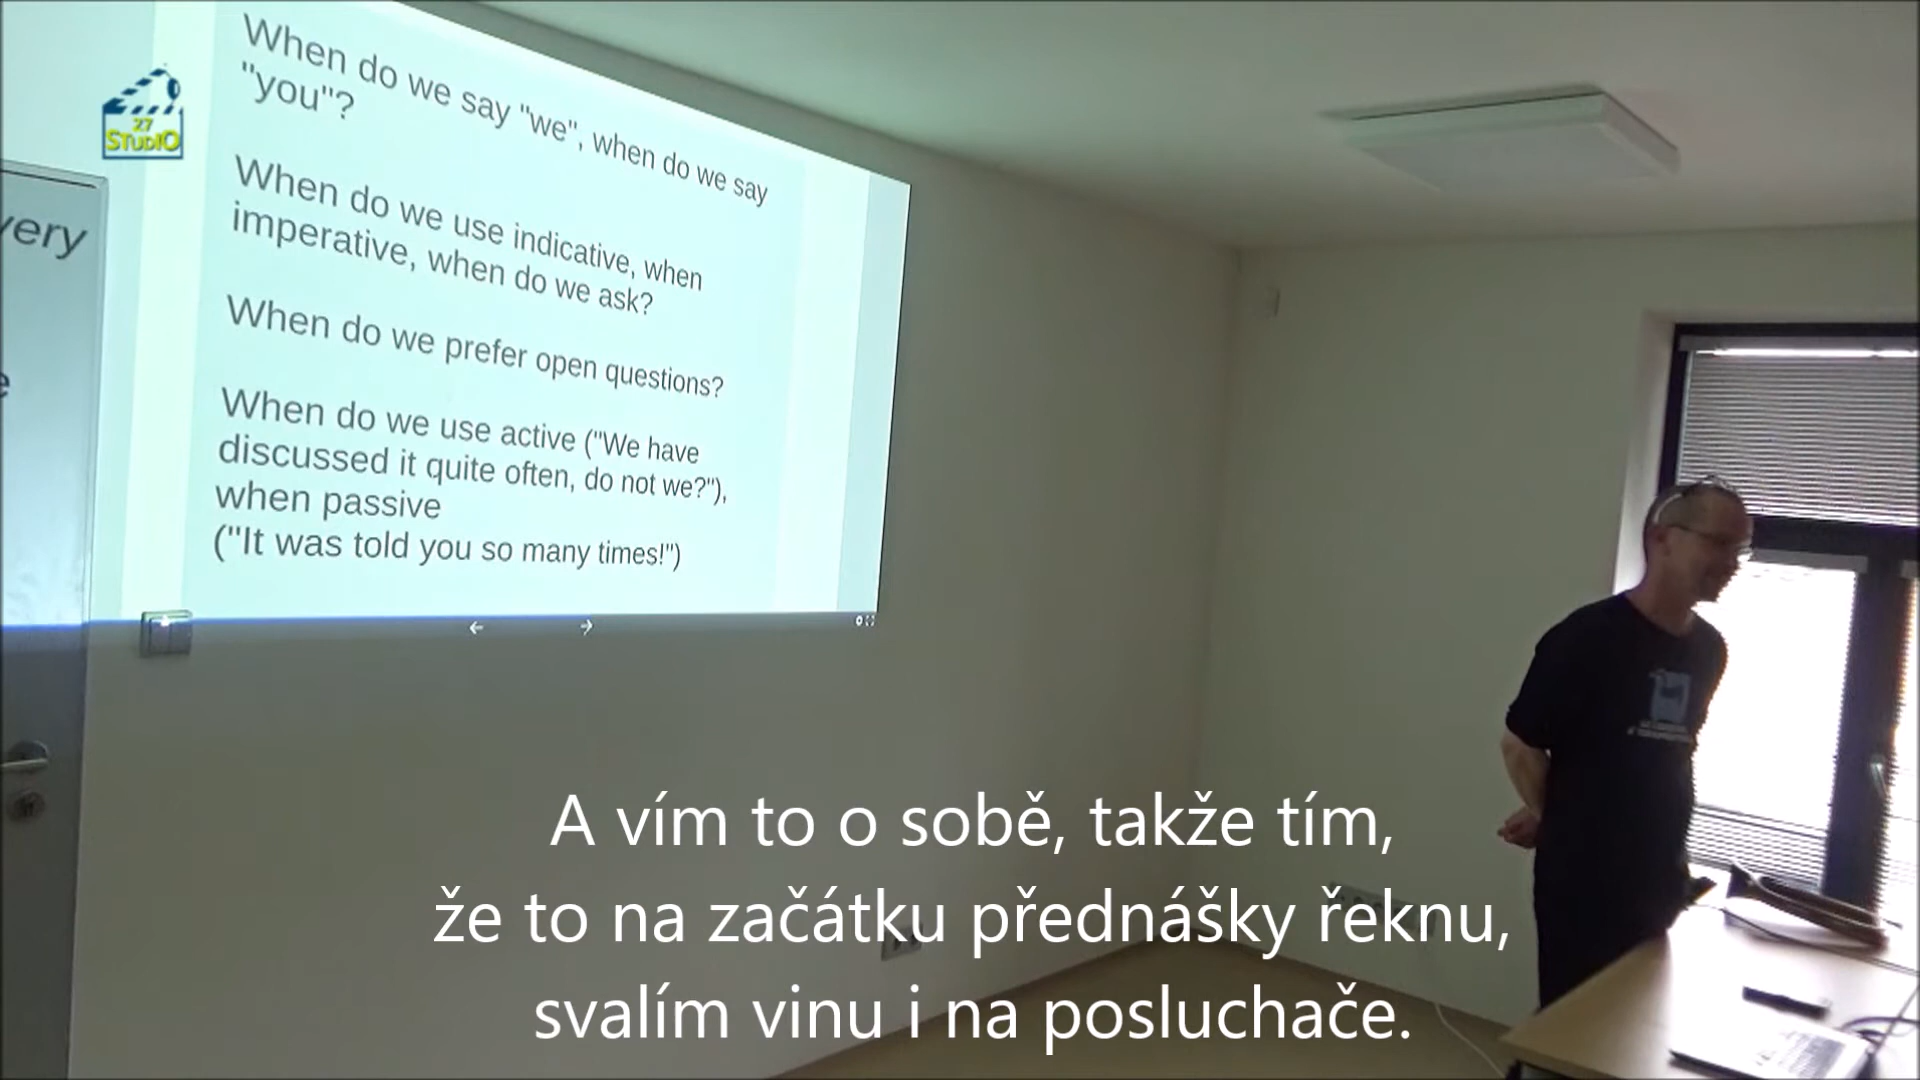 27
STUDIO
very
When do we say "we", when do we say
"you"?
When do we use indicative, when
imperative, when do we ask?
When do we prefer open questions?
When do we use active ("We have
discussed it quite often, do not we?"),
when passive
("It was told you so many times!")
A vím to o sobě, takže tím,
že to na začátku přednášky řeknu,
svalím vinu i na posluchače.